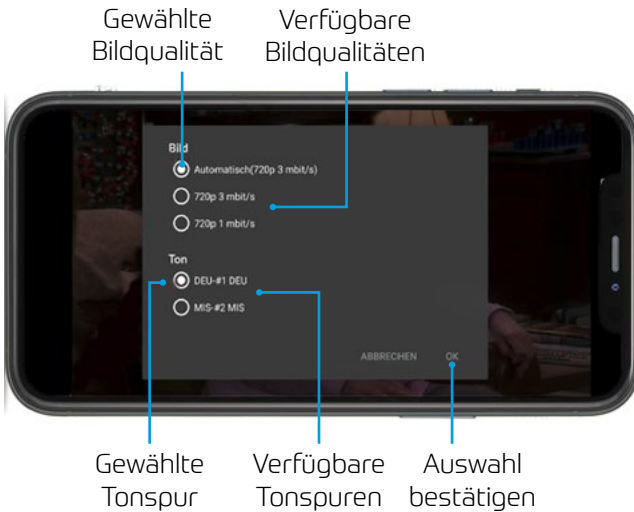 Gewählte
Bildqualität
Verfügbare
Bildqualitäten
Bild
Automatisch(720p 3 mbit/s)
720p 3 mbit/s
720p 1 mbit/s
Ton
DEU-#1 DEU
MIS-#2 MIS
ABBRECHEN OK
Gewählte
Tonspur
Verfügbare
Tonspuren
Auswahl
bestätigen